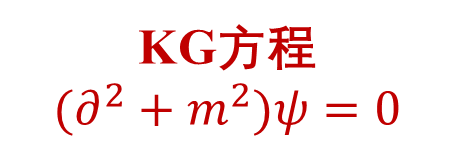 KG方程
(∂² + m²)ψ = 0